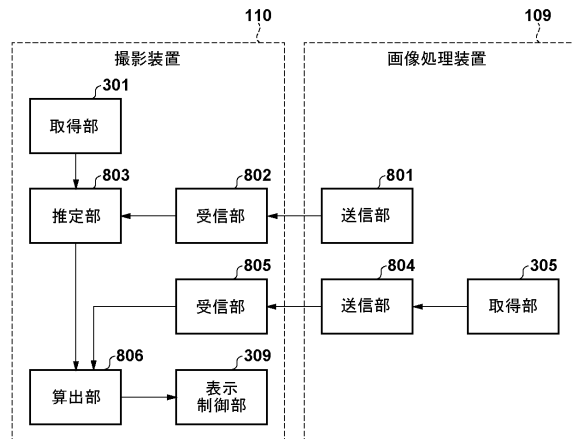 110
109
撮影装置
画像処理装置
301
取得部
803
802
801
推定部
受信部
送信部
805
804
305
受信部
送信部
取得部
806
309
算出部
表示
制御部